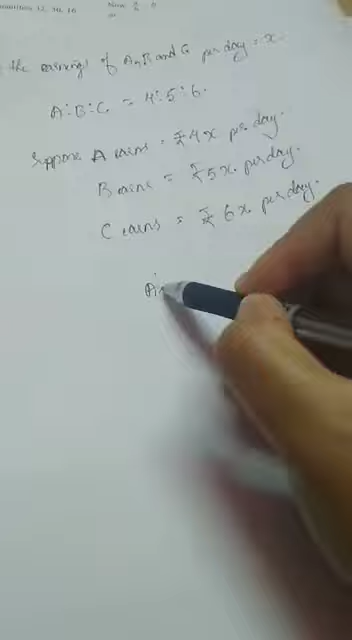 the earnings of A, B and C per day = x.
A:B:C = 4:5:6.
Suppose A earns = ₹4x per day.
B earns = ₹5x per day.
C earns = ₹6x per day.
A